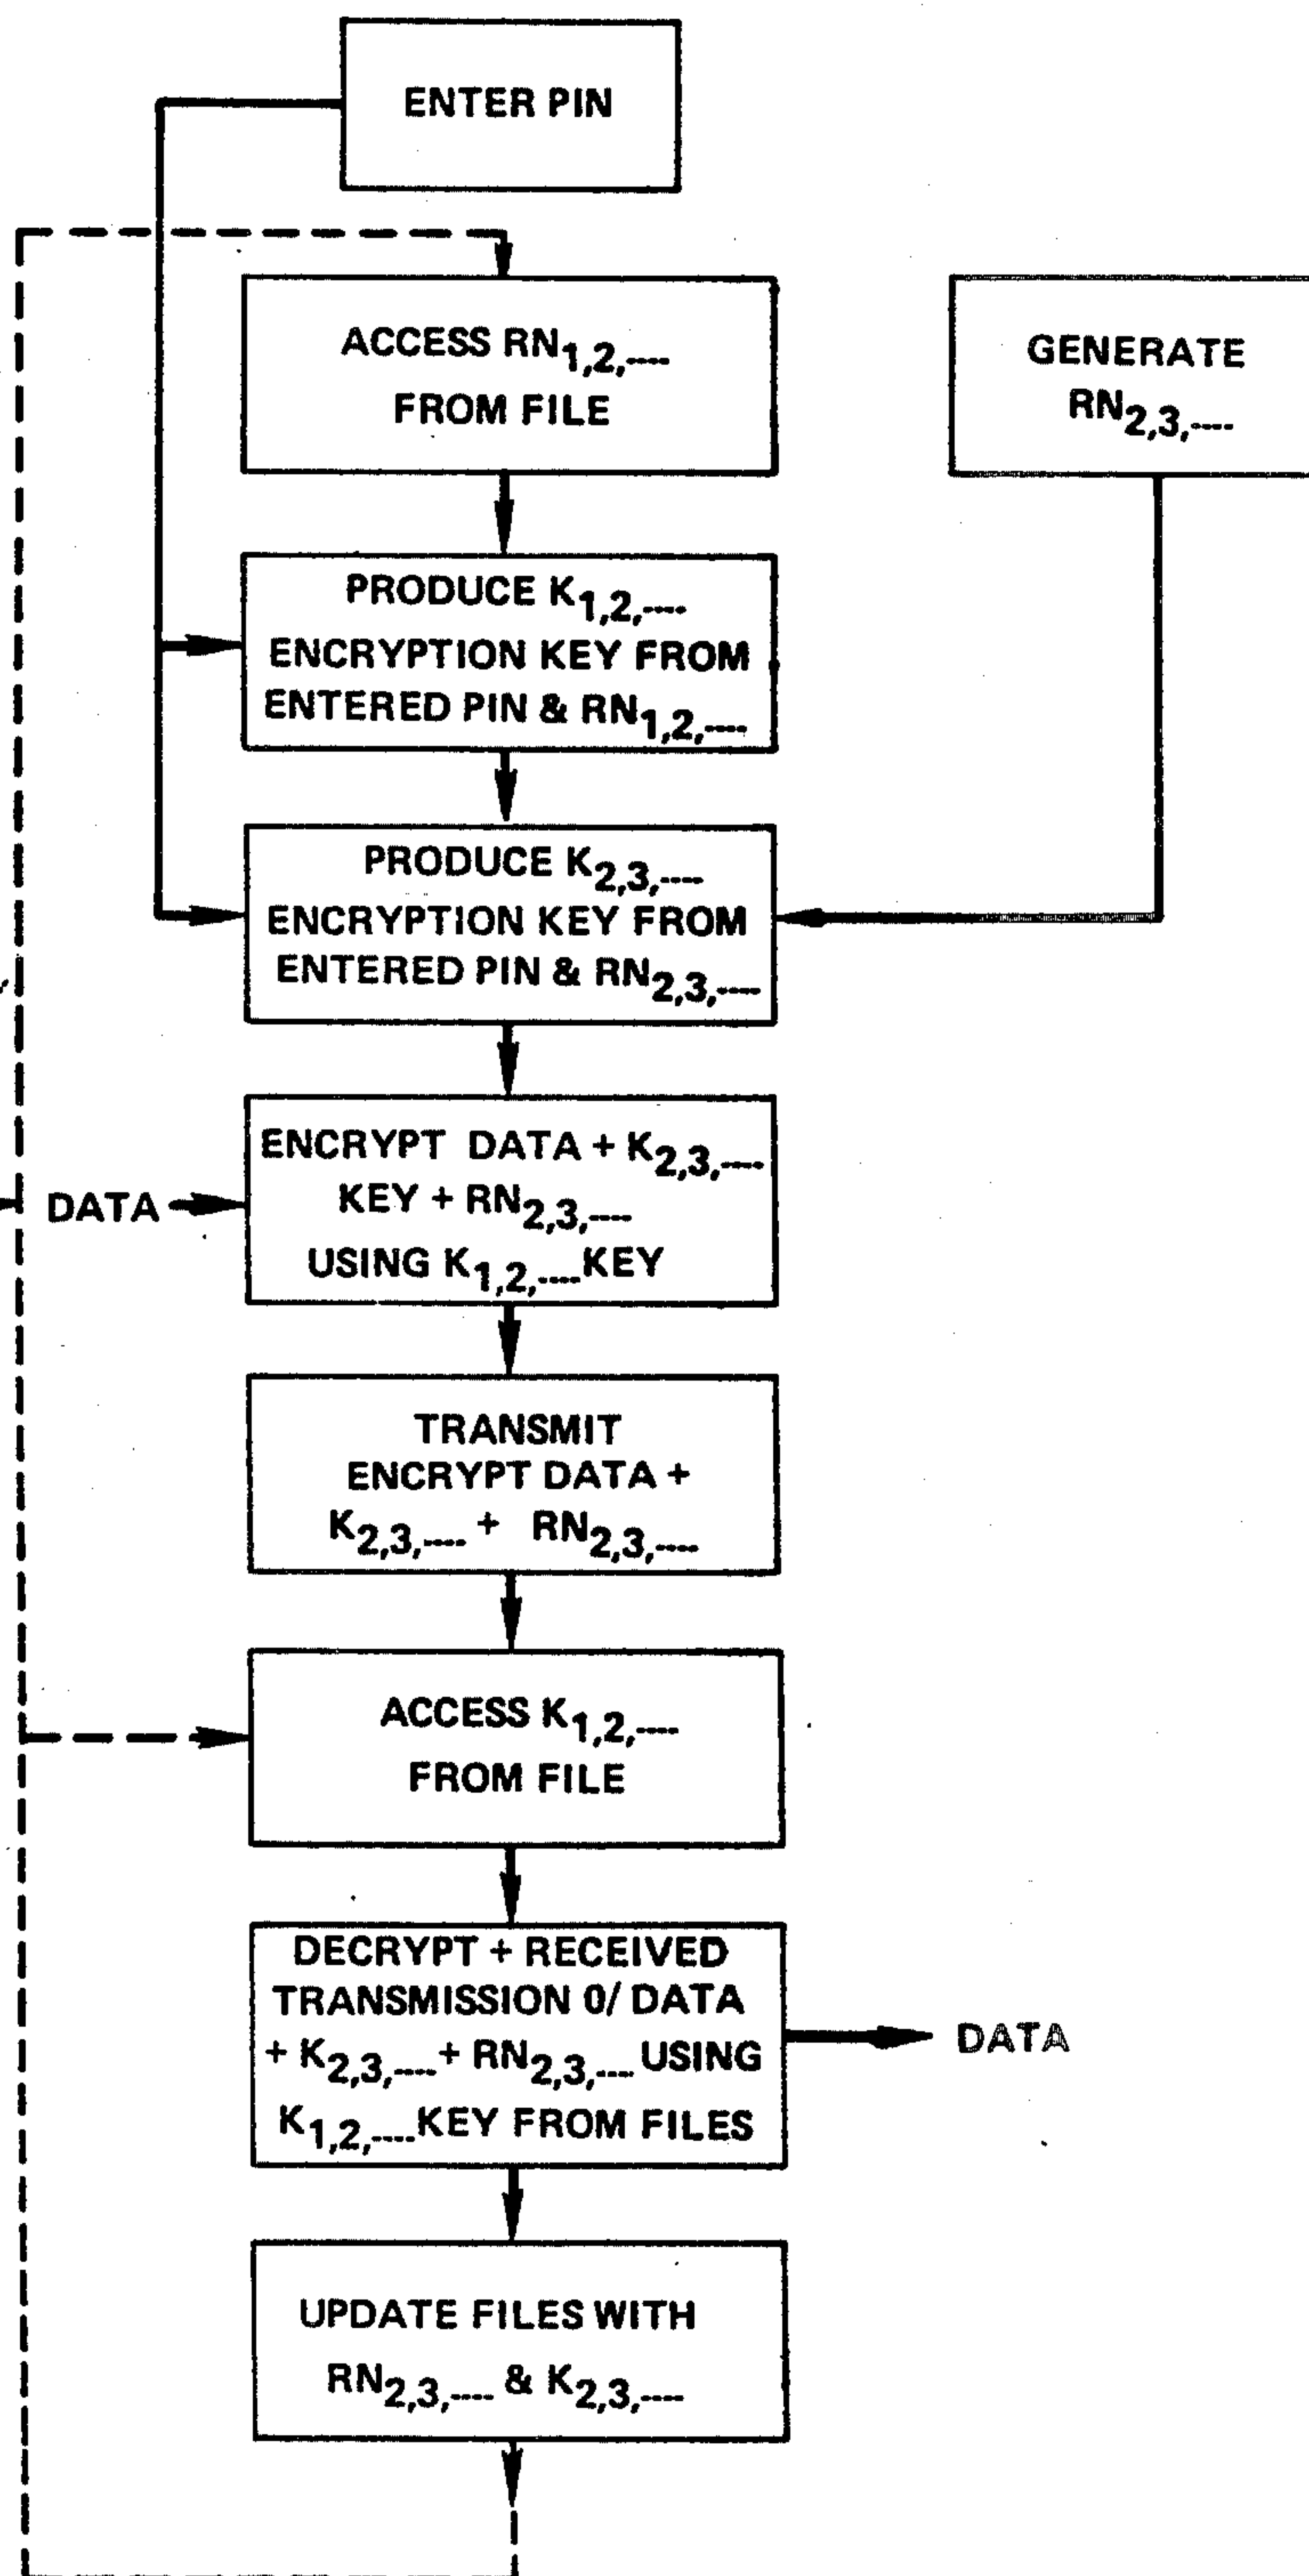 ENTER PIN
ACCESS RN1,2,----
FROM FILE
GENERATE
RN2,3,----
PRODUCE K1,2,----
ENCRYPTION KEY FROM
ENTERED PIN & RN1,2,----
PRODUCE K2,3,----
ENCRYPTION KEY FROM
ENTERED PIN & RN2,3,----
ENCRYPT DATA + K2,3,----
KEY + RN2,3,----
USING K1,2,----KEY
DATA
TRANSMIT
ENCRYPT DATA +
K2,3,---- + RN2,3,----
ACCESS K1,2,----
FROM FILE
DECRYPT + RECEIVED
TRANSMISSION 0/ DATA
+ K2,3,----+ RN2,3,---- USING
K1,2,----KEY FROM FILES
DATA
UPDATE FILES WITH
RN2,3,---- & K2,3,----